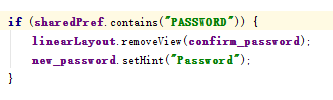 if (sharedPref.contains("PASSWORD")) {
    linearLayout.removeView(confirm_password);
    new_password.setHint("Password");
}